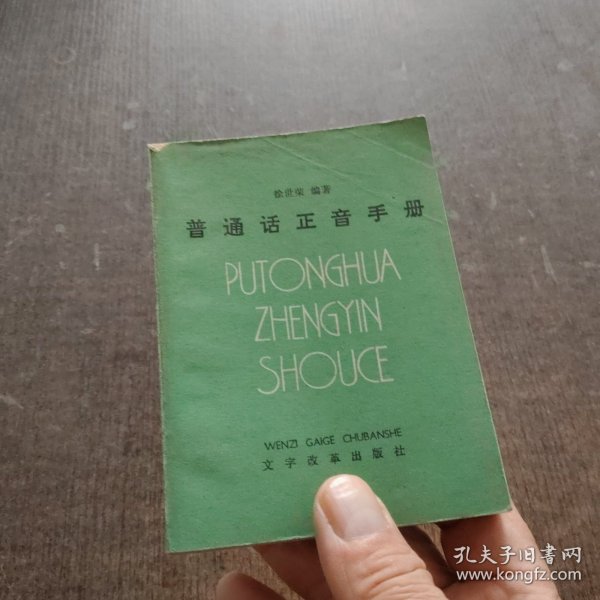 徐世荣 编著
普通话正音手册
PUTONGHUA
ZHENGYIN
SHOUCE
WENZI GAIGE CHUBANSHE
文字改革出版社
孔夫子旧书网
www.kongfz.com